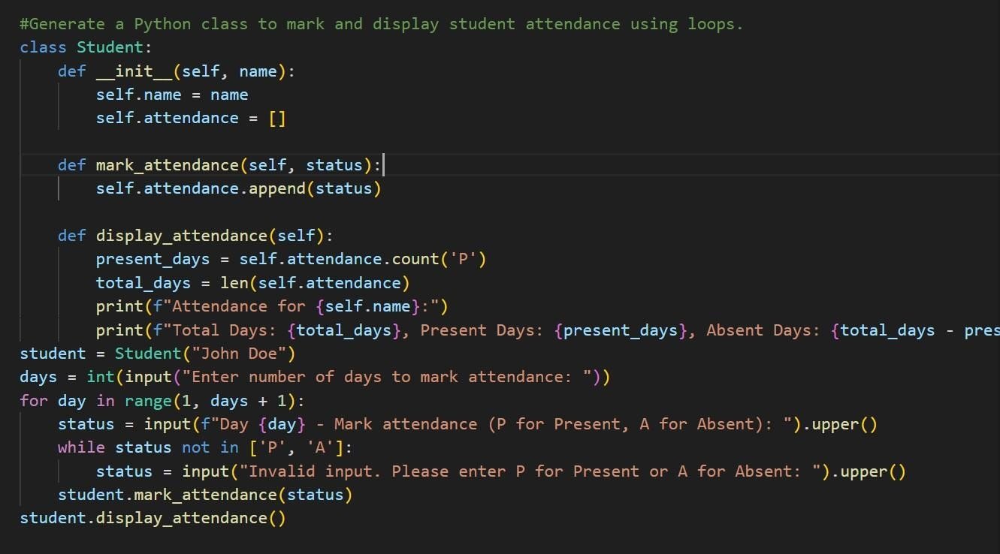 #Generate a Python class to mark and display student attendance using loops.
class Student:
    def __init__(self, name):
        self.name = name
        self.attendance = []

    def mark_attendance(self, status):
        self.attendance.append(status)

    def display_attendance(self):
        present_days = self.attendance.count('P')
        total_days = len(self.attendance)
        print(f"Attendance for {self.name}:")
        print(f"Total Days: {total_days}, Present Days: {present_days}, Absent Days: {total_days -
student = Student("John Doe")
days = int(input("Enter number of days to mark attendance: "))
for day in range(1, days + 1):
    status = input(f"Day {day} - Mark attendance (P for Present, A for Absent): ").upper()
    while status not in ['P', 'A']:
        status = input("Invalid input. Please enter P for Present or A for Absent: ").upper()
    student.mark_attendance(status)
student.display_attendance()